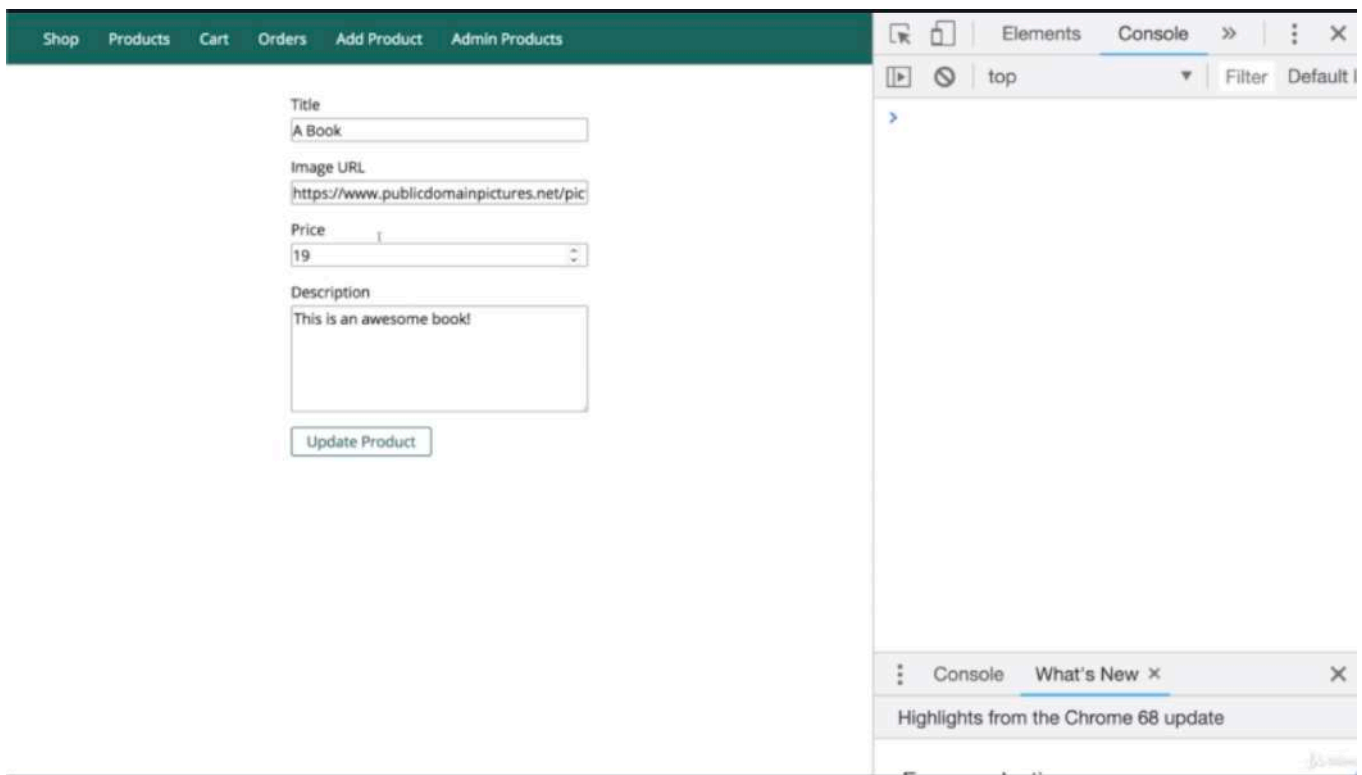 Shop Products Cart Orders Add Product Admin Products
Title
A Book
Image URL
https://www.publicdomainpictures.net/pic
Price
19
Description
This is an awesome book!
Update Product
Elements Console »
top Filter Default
>
Console What's New ×
Highlights from the Chrome 68 update